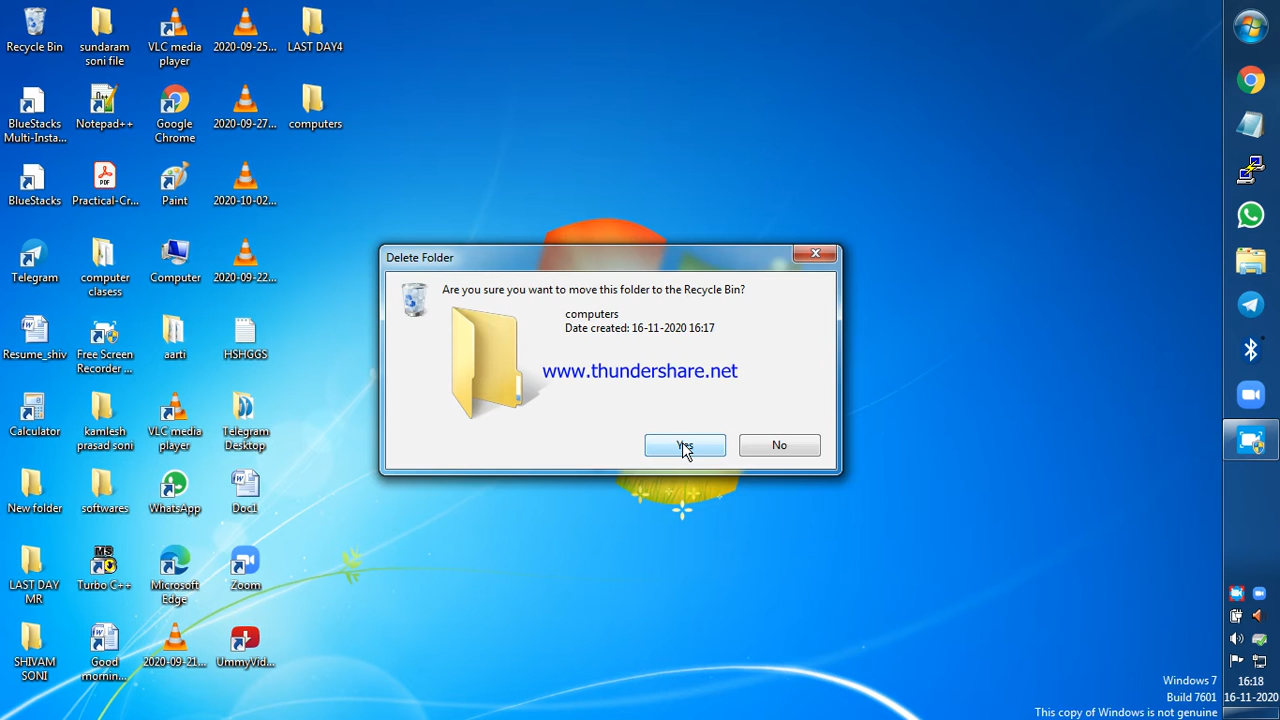 Recycle Bin
sundaram
soni file
VLC media
player
2020-09-25...
LAST DAY4
BlueStacks
Multi-Insta...
Notepad++
Google
Chrome
2020-09-27...
computers
BlueStacks
Practical-Cr...
Paint
2020-10-02...
Telegram
computer
clasess
Computer
2020-09-22...
Resume_shiv
Free Screen
Recorder ...
aarti
HSHGGS
Calculator
kamlesh
prasad soni
VLC media
player
Telegram
Desktop
New folder
softwares
WhatsApp
Doc1
LAST DAY
MR
Turbo C++
Microsoft
Edge
Zoom
SHIVAM
SONI
Good
mornin...
2020-09-21...
UmmyVid...
Delete Folder
Are you sure you want to move this folder to the Recycle Bin?
computers
Date created: 16-11-2020 16:17
www.thundershare.net
Yes
No
16:18
16-11-2020
Windows 7
Build 7601
This copy of Windows is not genuine